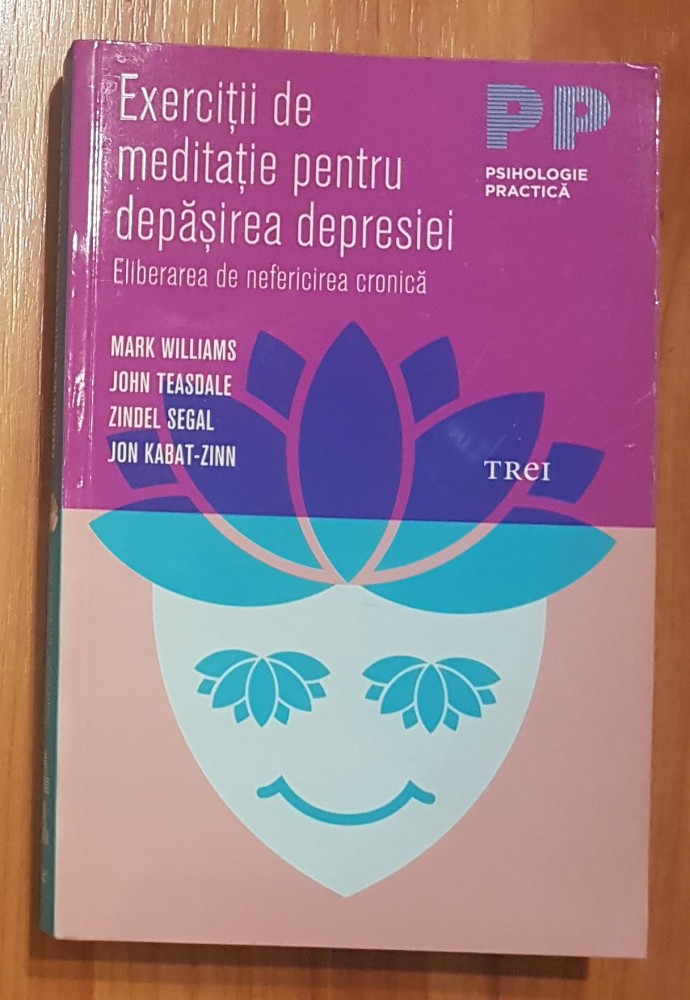 Exerciții de
meditație pentru
depășirea depresiei
Eliberarea de nefericirea cronică
PP
PSIHOLOGIE
PRACTICĂ
MARK WILLIAMS
JOHN TEASDALE
ZINDEL SEGAL
JON KABAT-ZINN
TReI